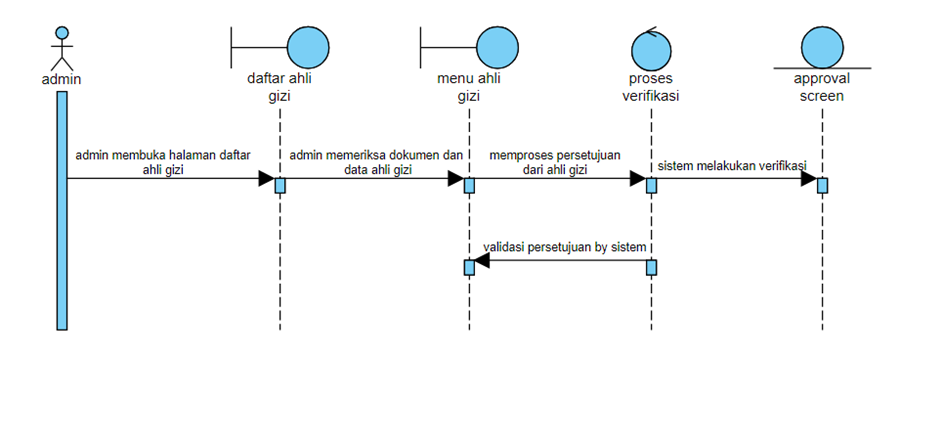 admin
daftar ahli
gizi
menu ahli
gizi
proses
verifikasi
approval
screen
admin membuka halaman daftar
ahli gizi
admin memeriksa dokumen dan
data ahli gizi
memproses persetujuan
dari ahli gizi
sistem melakukan verifikasi
validasi persetujuan by sistem